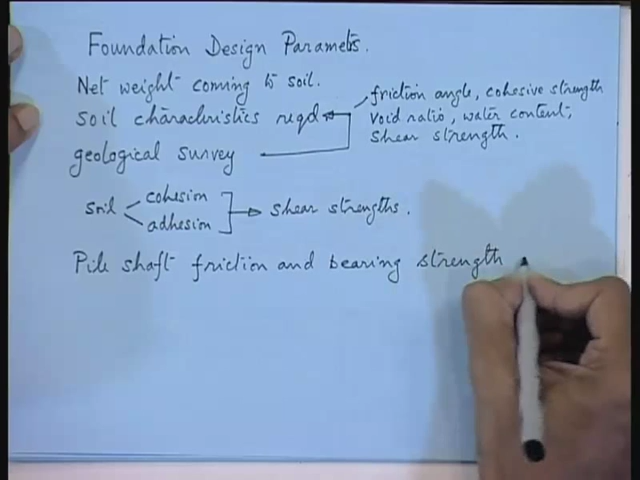 Foundation Design Parameters.
Net weight coming to soil.
soil characteristics reqd
friction angle, cohesive strength
void ratio, water content,
shear strength.
geological survey
soil
cohesion
adhesion
shear strengths.
Pile shaft friction and bearing strength